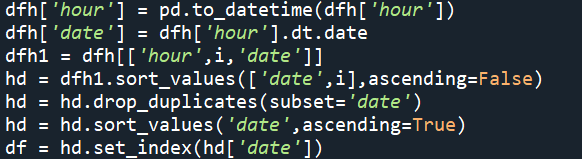 dfh['hour'] = pd.to_datetime(dfh['hour'])
dfh['date'] = dfh['hour'].dt.date
dfh1 = dfh[['hour',i,'date']]
hd = dfh1.sort_values(['date',i],ascending=False)
hd = hd.drop_duplicates(subset='date')
hd = hd.sort_values('date',ascending=True)
df = hd.set_index(hd['date'])